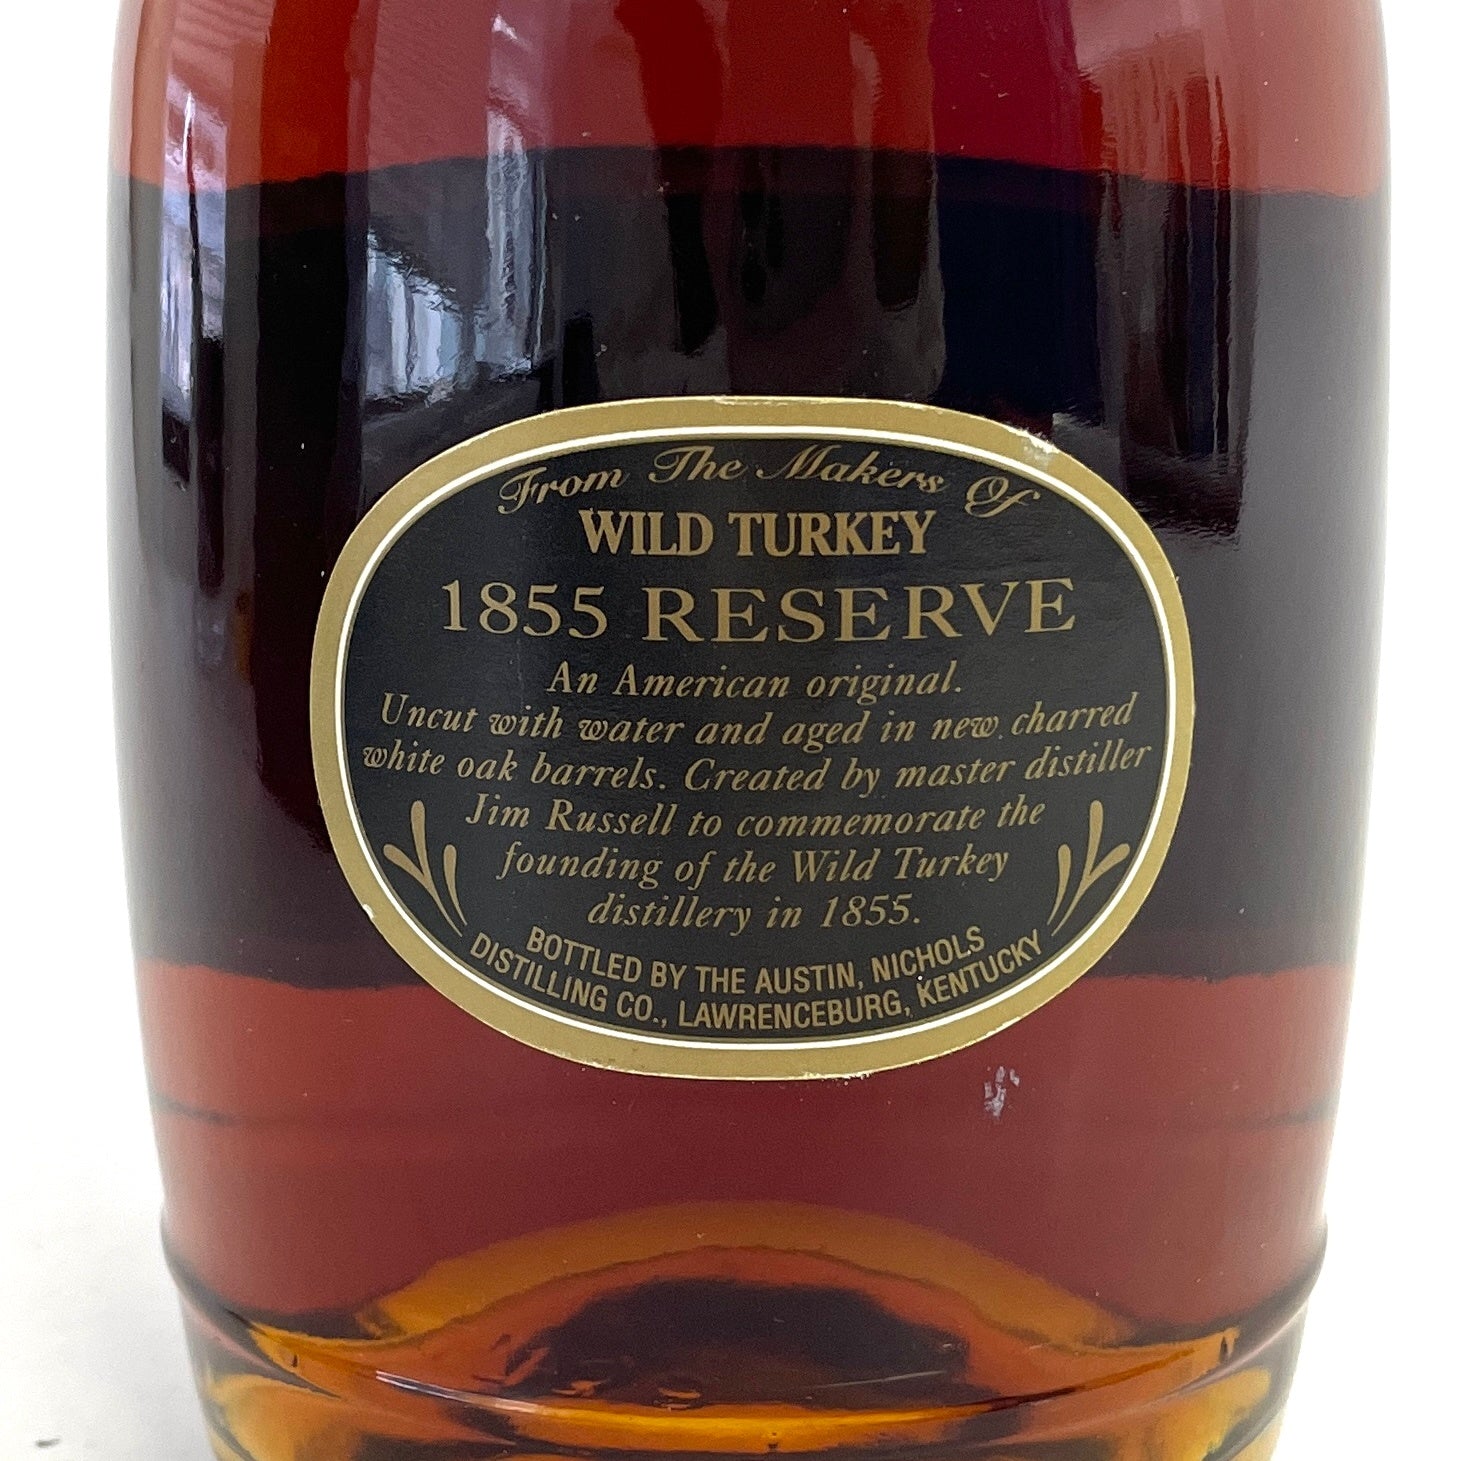 From The Makers Of
WILD TURKEY
1855 RESERVE
An American original.
Uncut with water and aged in new charred
white oak barrels. Created by master distiller
Jim Russell to commemorate the
founding of the Wild Turkey
distillery in 1855.
BOTTLED BY THE AUSTIN, NICHOLS
DISTILLING CO., LAWRENCEBURG, KENTUCKY